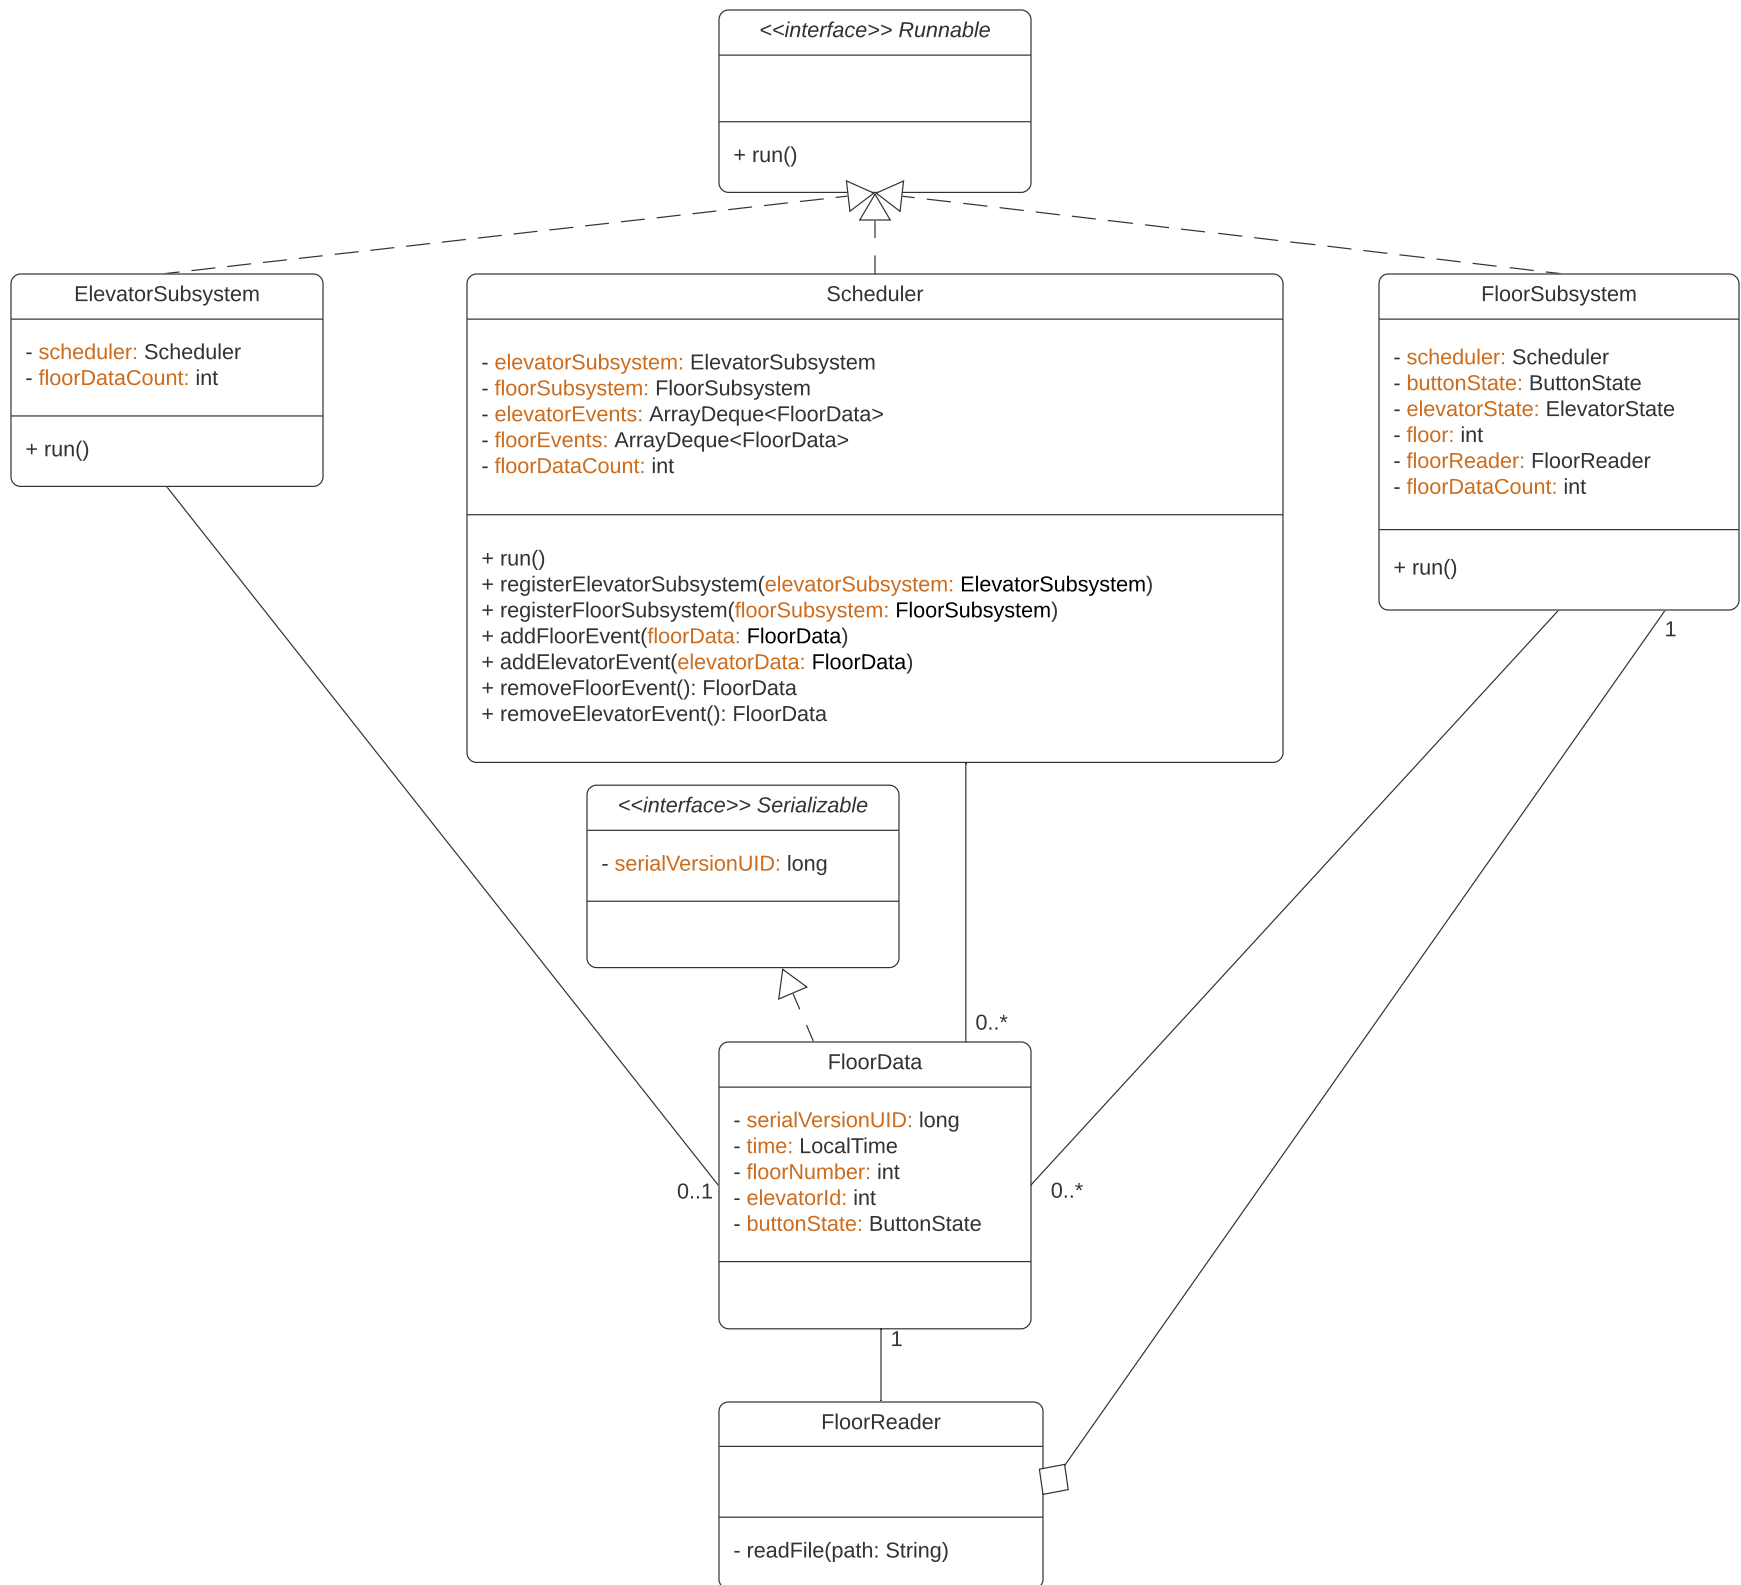 <<interface>> Runnable
+ run()
ElevatorSubsystem
- scheduler: Scheduler
- floorDataCount: int
+ run()
Scheduler
- elevatorSubsystem: ElevatorSubsystem
- floorSubsystem: FloorSubsystem
- elevatorEvents: ArrayDeque<FloorData>
- floorEvents: ArrayDeque<FloorData>
- floorDataCount: int
+ run()
+ registerElevatorSubsystem(elevatorSubsystem: ElevatorSubsystem)
+ registerFloorSubsystem(floorSubsystem: FloorSubsystem)
+ addFloorEvent(floorData: FloorData)
+ addElevatorEvent(elevatorData: FloorData)
+ removeFloorEvent(): FloorData
+ removeElevatorEvent(): FloorData
FloorSubsystem
- scheduler: Scheduler
- buttonState: ButtonState
- elevatorState: ElevatorState
- floor: int
- floorReader: FloorReader
- floorDataCount: int
+ run()
1
<<interface>> Serializable
- serialVersionUID: long
0..*
FloorData
- serialVersionUID: long
- time: LocalTime
- floorNumber: int
- elevatorId: int
- buttonState: ButtonState
0..1
0..*
1
FloorReader
- readFile(path: String)